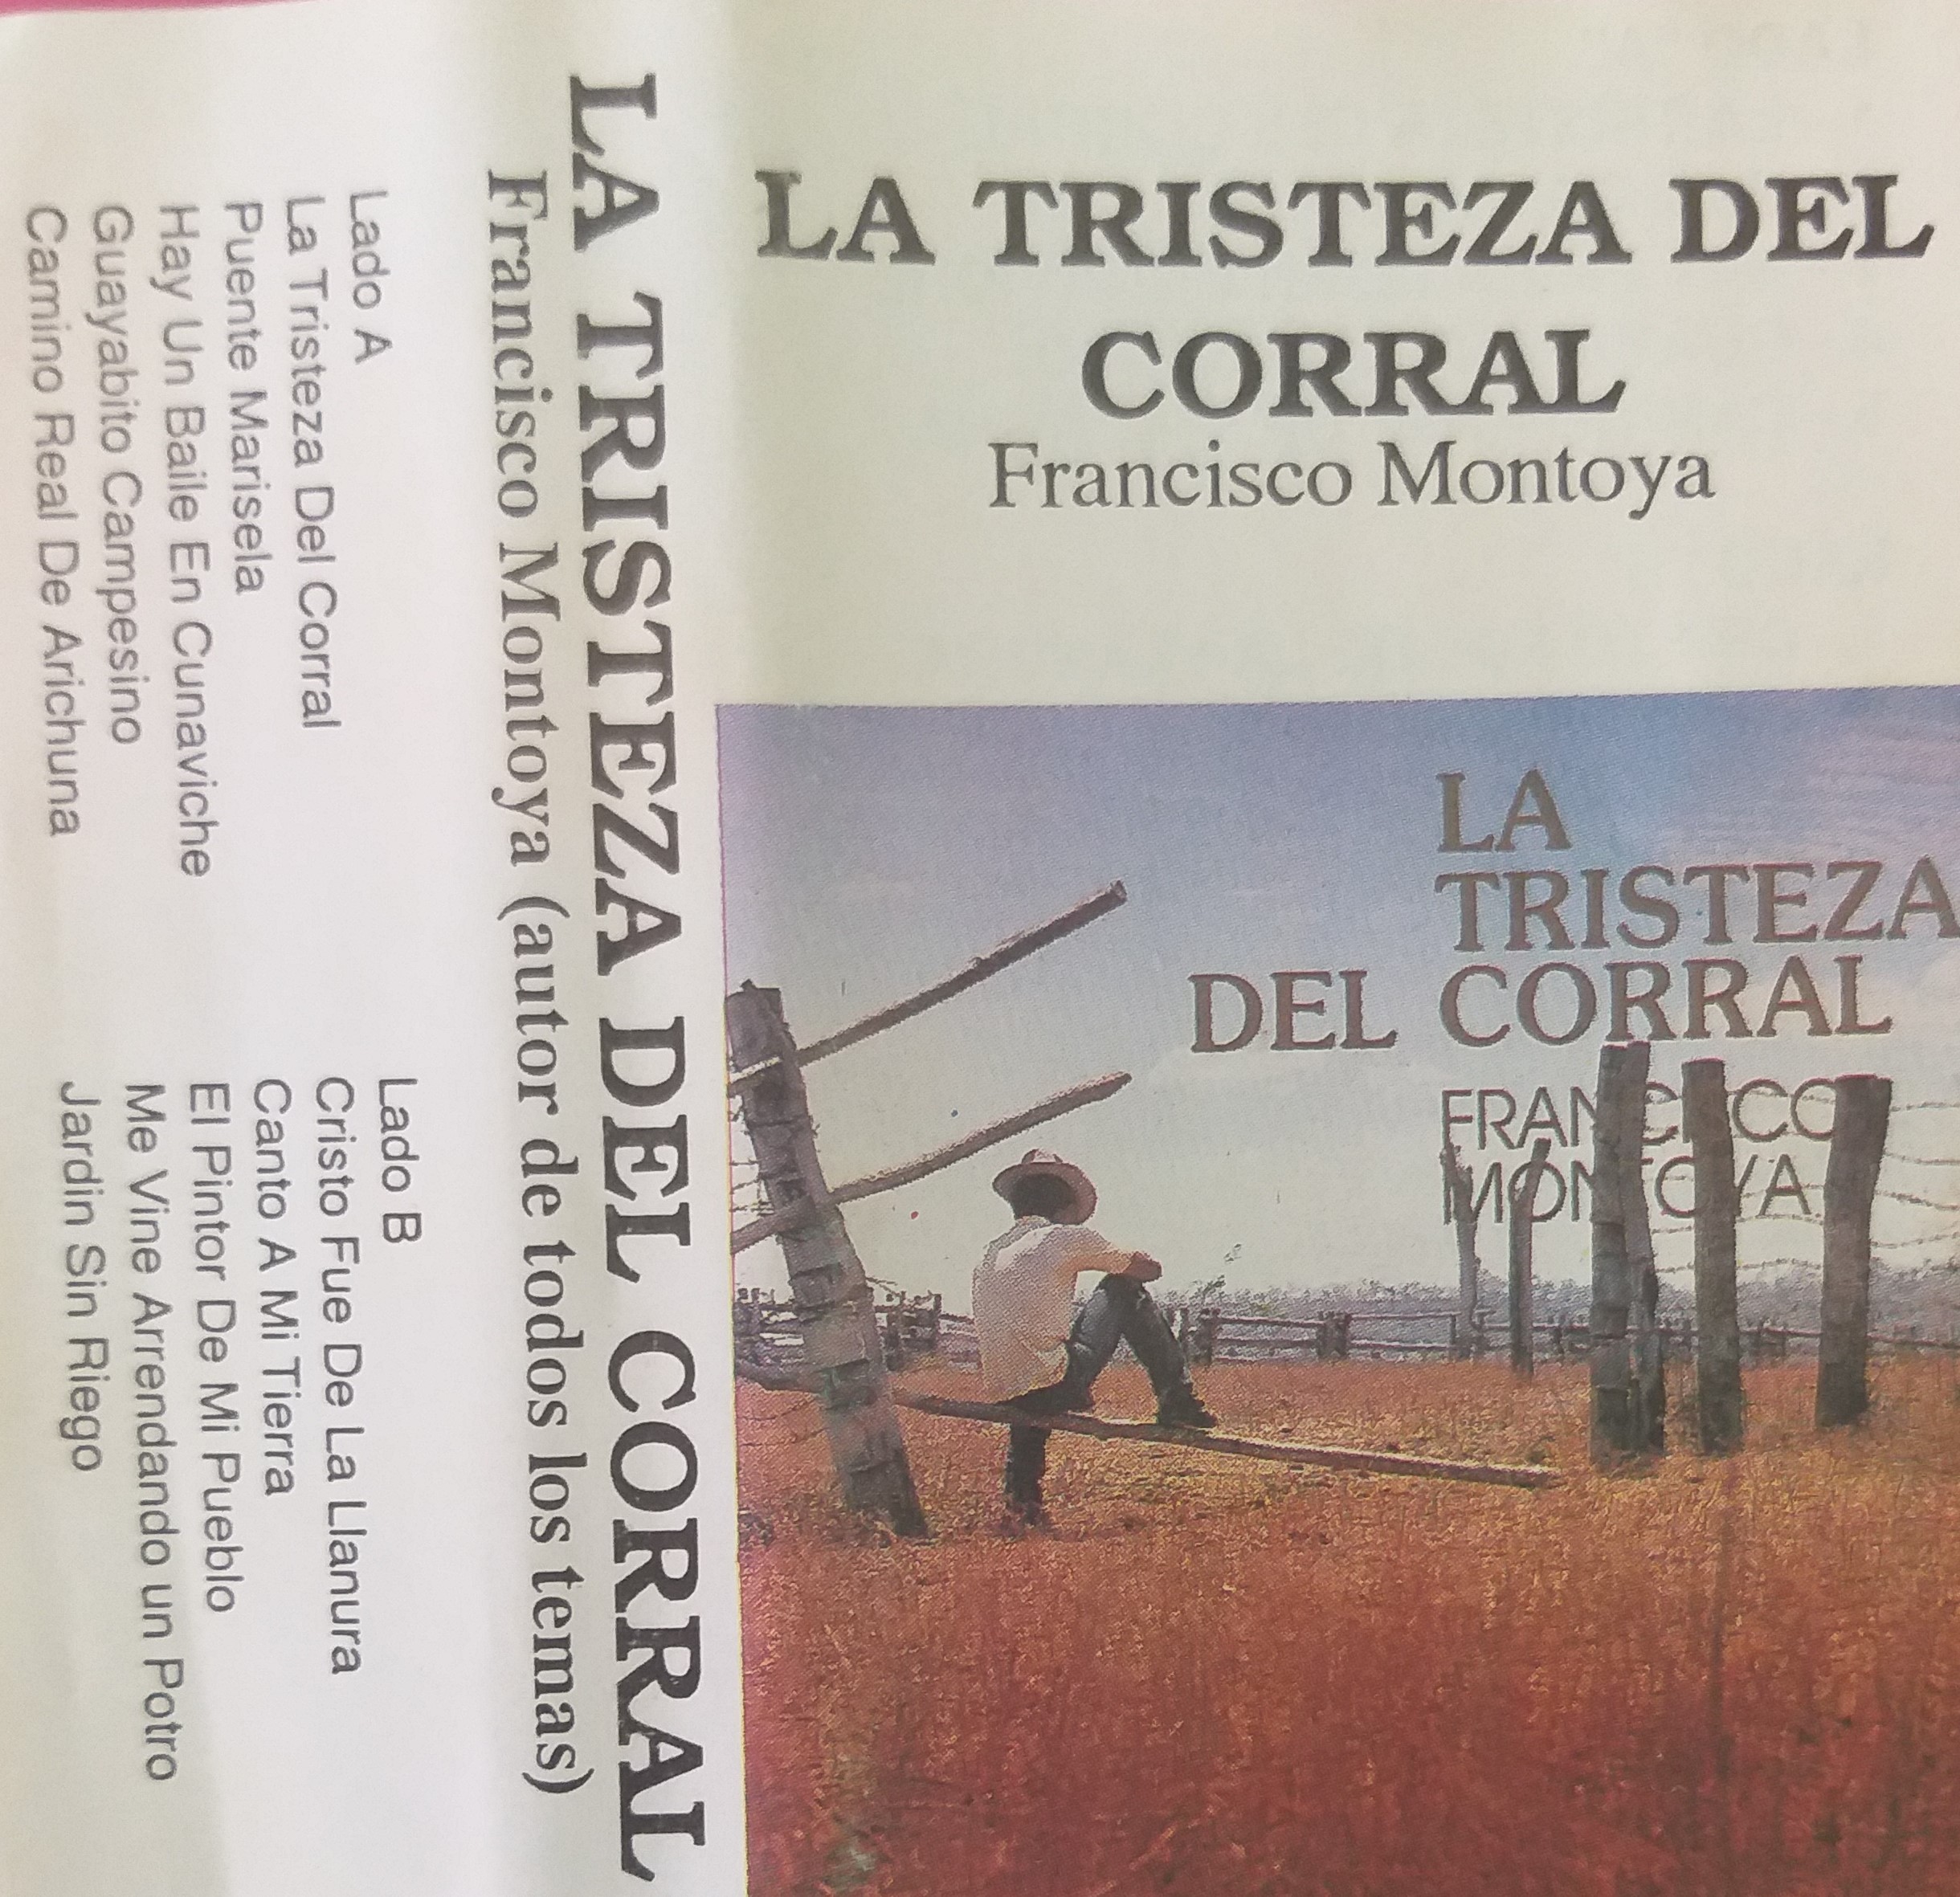 LA TRISTEZA DEL
CORRAL
Francisco Montoya
LA
TRISTEZA
DEL CORRAL
FRANCISCO
MONTOYA
LA TRISTEZA DEL CORRAL
Francisco Montoya (autor de todos los temas)
Lado A
La Tristeza Del Corral
Puente Marisela
Hay Un Baile En Cunaviche
Guayabito Campesino
Camino Real De Arichuna
Lado B
Cristo Fue De La Llanura
Canto A Mi Tierra
El Pintor De Mi Pueblo
Me Vine Arrendando un Potro
Jardin Sin Riego